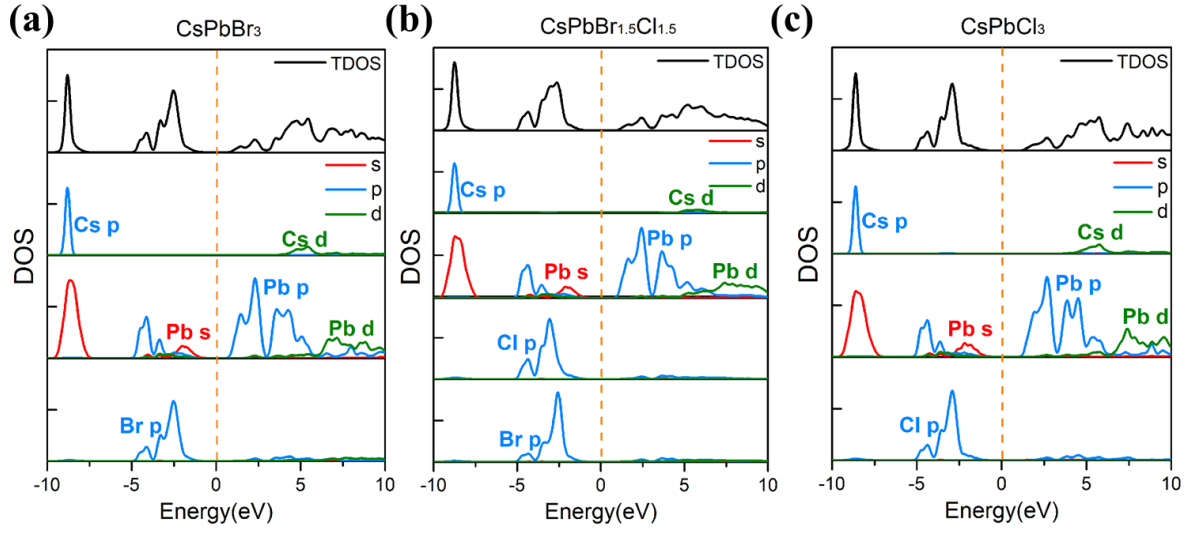 (a)
CsPbBr3
TDOS
s
p
d
Cs p
Cs d
Pb s
Pb p
Pb d
Br p
DOS
-10 -5 0 5 10
Energy(eV)
(b)
CsPbBr1.5Cl1.5
TDOS
s
p
d
Cs p
Cs d
Pb s
Pb p
Pb d
Cl p
Br p
DOS
-10 -5 0 5 10
Energy(eV)
(c)
CsPbCl3
TDOS
s
p
d
Cs p
Cs d
Pb s
Pb p
Pb d
Cl p
DOS
-10 -5 0 5 10
Energy(eV)